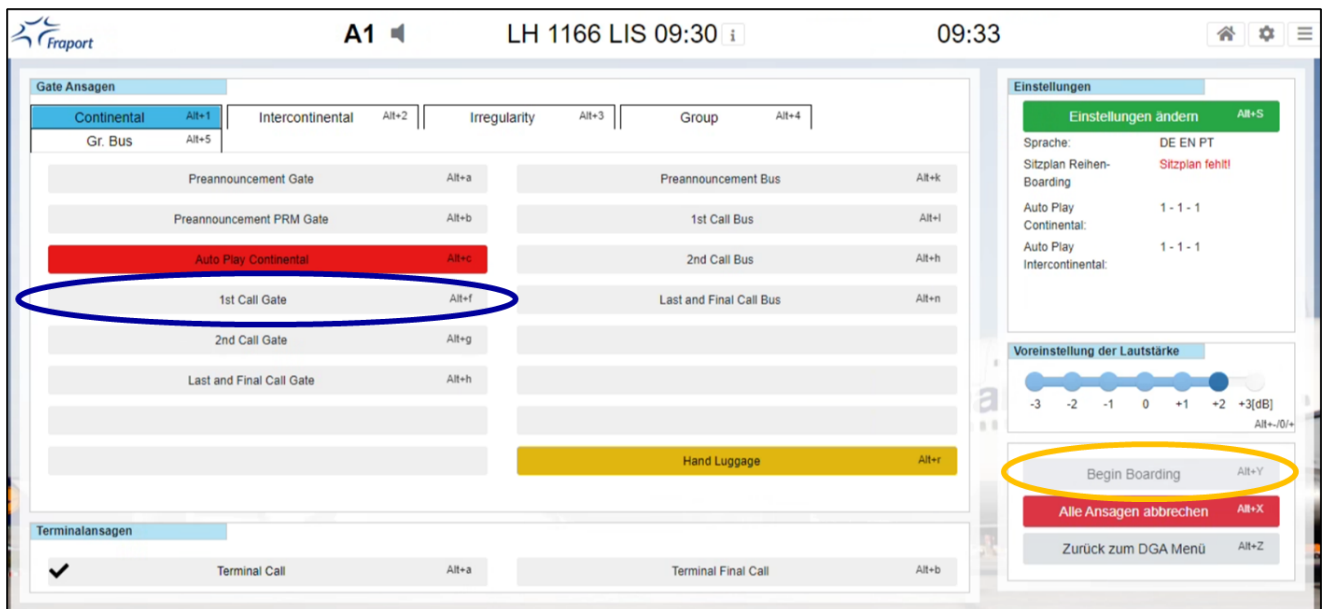 Fraport
A1
LH 1166 LIS 09:30 i
09:33
Gate Ansagen
Continental Alt+1
Intercontinental Alt+2
Irregularity Alt+3
Group Alt+4
Gr. Bus Alt+5
Preannouncement Gate Alt+a
Preannouncement Bus Alt+k
Preannouncement PRM Gate Alt+b
1st Call Bus Alt+l
Auto Play Continental Alt+c
2nd Call Bus Alt+h
1st Call Gate Alt+f
Last and Final Call Bus Alt+n
2nd Call Gate Alt+g
Last and Final Call Gate Alt+h
Hand Luggage Alt+r
Terminalansagen
Terminal Call Alt+a
Terminal Final Call Alt+b
Einstellungen
Einstellungen ändern Alt+S
Sprache: DE EN PT
Sitzplan Reihen- Sitzplan fehlt!
Boarding
Auto Play 1 - 1 - 1
Continental:
Auto Play 1 - 1 - 1
Intercontinental:
Voreinstellung der Lautstärke
-3 -2 -1 0 +1 +2 +3[dB]
Alt+-/0/+
Begin Boarding Alt+Y
Alle Ansagen abbrechen Alt+X
Zurück zum DGA Menü Alt+Z